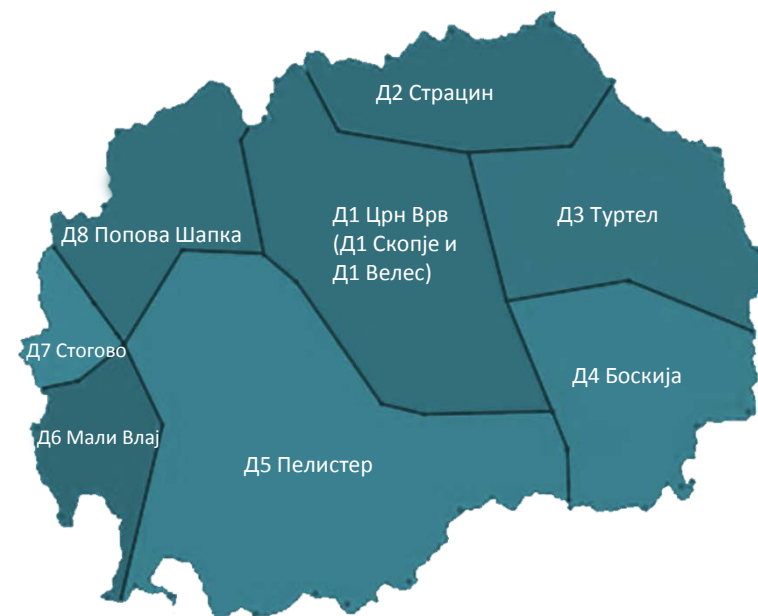 Д2 Страцин
Д1 Црн Врв
(Д1 Скопје и
Д1 Велес)
Д3 Туртел
Д8 Попова Шапка
Д7 Стогово
Д4 Боскија
Д6 Мали Влај
Д5 Пелистер